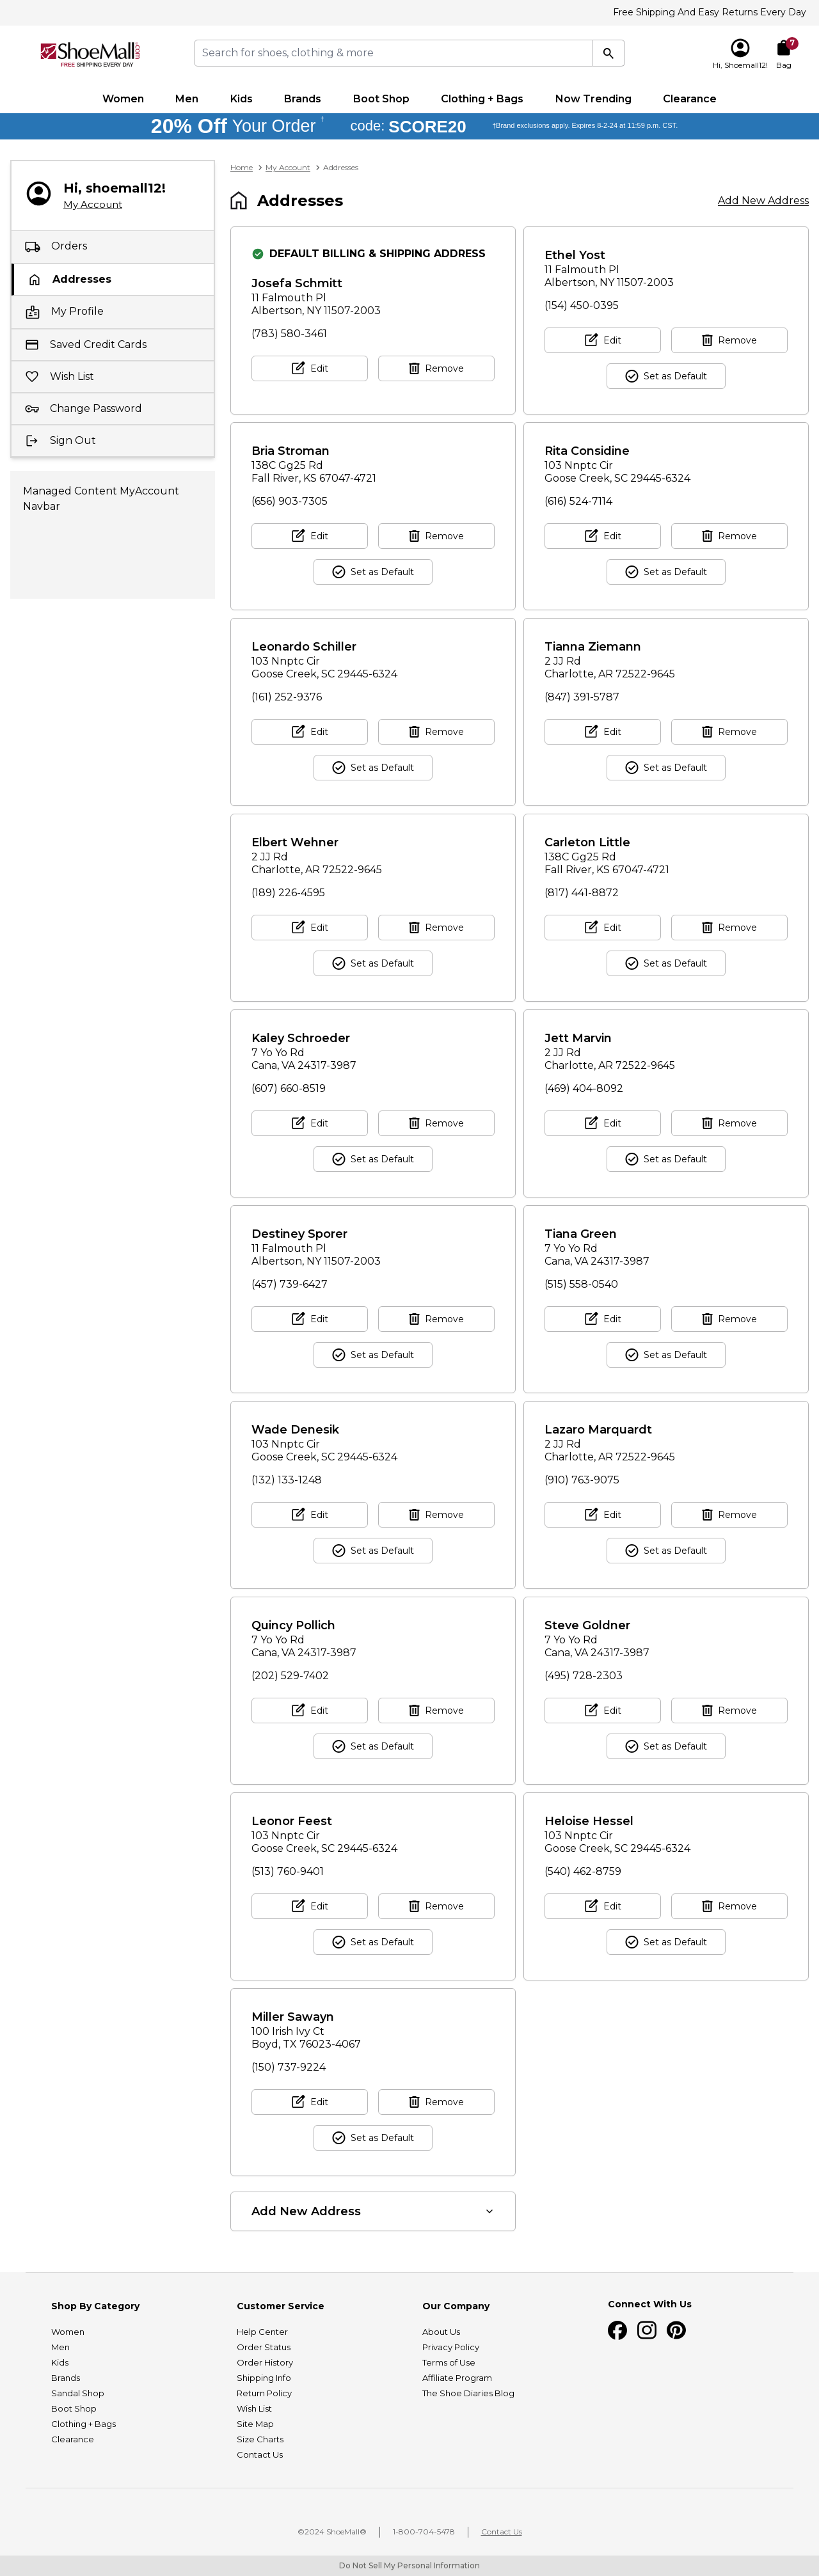 Free Shipping And Easy Returns Every Day
ShoeMall.com
FREE SHIPPING EVERY DAY
Search for shoes, clothing & more
Hi, Shoemall12!
7
Bag
Women Men Kids Brands Boot Shop Clothing + Bags Now Trending Clearance
20% Off Your Order † code: SCORE20 †Brand exclusions apply. Expires 8-2-24 at 11:59 p.m. CST.
Hi, shoemall12!
My Account
Orders
Addresses
My Profile
Saved Credit Cards
Wish List
Change Password
Sign Out
Managed Content MyAccount
Navbar
Home > My Account > Addresses
Addresses
Add New Address
DEFAULT BILLING & SHIPPING ADDRESS
Josefa Schmitt
11 Falmouth Pl
Albertson, NY 11507-2003
(783) 580-3461
Edit Remove
Ethel Yost
11 Falmouth Pl
Albertson, NY 11507-2003
(154) 450-0395
Edit Remove
Set as Default
Bria Stroman
138C Gg25 Rd
Fall River, KS 67047-4721
(656) 903-7305
Edit Remove
Set as Default
Rita Considine
103 Nnptc Cir
Goose Creek, SC 29445-6324
(616) 524-7114
Edit Remove
Set as Default
Leonardo Schiller
103 Nnptc Cir
Goose Creek, SC 29445-6324
(161) 252-9376
Edit Remove
Set as Default
Tianna Ziemann
2 JJ Rd
Charlotte, AR 72522-9645
(847) 391-5787
Edit Remove
Set as Default
Elbert Wehner
2 JJ Rd
Charlotte, AR 72522-9645
(189) 226-4595
Edit Remove
Set as Default
Carleton Little
138C Gg25 Rd
Fall River, KS 67047-4721
(817) 441-8872
Edit Remove
Set as Default
Kaley Schroeder
7 Yo Yo Rd
Cana, VA 24317-3987
(607) 660-8519
Edit Remove
Set as Default
Jett Marvin
2 JJ Rd
Charlotte, AR 72522-9645
(469) 404-8092
Edit Remove
Set as Default
Destiney Sporer
11 Falmouth Pl
Albertson, NY 11507-2003
(457) 739-6427
Edit Remove
Set as Default
Tiana Green
7 Yo Yo Rd
Cana, VA 24317-3987
(515) 558-0540
Edit Remove
Set as Default
Wade Denesik
103 Nnptc Cir
Goose Creek, SC 29445-6324
(132) 133-1248
Edit Remove
Set as Default
Lazaro Marquardt
2 JJ Rd
Charlotte, AR 72522-9645
(910) 763-9075
Edit Remove
Set as Default
Quincy Pollich
7 Yo Yo Rd
Cana, VA 24317-3987
(202) 529-7402
Edit Remove
Set as Default
Steve Goldner
7 Yo Yo Rd
Cana, VA 24317-3987
(495) 728-2303
Edit Remove
Set as Default
Leonor Feest
103 Nnptc Cir
Goose Creek, SC 29445-6324
(513) 760-9401
Edit Remove
Set as Default
Heloise Hessel
103 Nnptc Cir
Goose Creek, SC 29445-6324
(540) 462-8759
Edit Remove
Set as Default
Miller Sawayn
100 Irish Ivy Ct
Boyd, TX 76023-4067
(150) 737-9224
Edit Remove
Set as Default
Add New Address
Shop By Category
Women
Men
Kids
Brands
Sandal Shop
Boot Shop
Clothing + Bags
Clearance
Customer Service
Help Center
Order Status
Order History
Shipping Info
Return Policy
Wish List
Site Map
Size Charts
Contact Us
Our Company
About Us
Privacy Policy
Terms of Use
Affiliate Program
The Shoe Diaries Blog
Connect With Us
©2024 ShoeMall® | 1-800-704-5478 | Contact Us
Do Not Sell My Personal Information